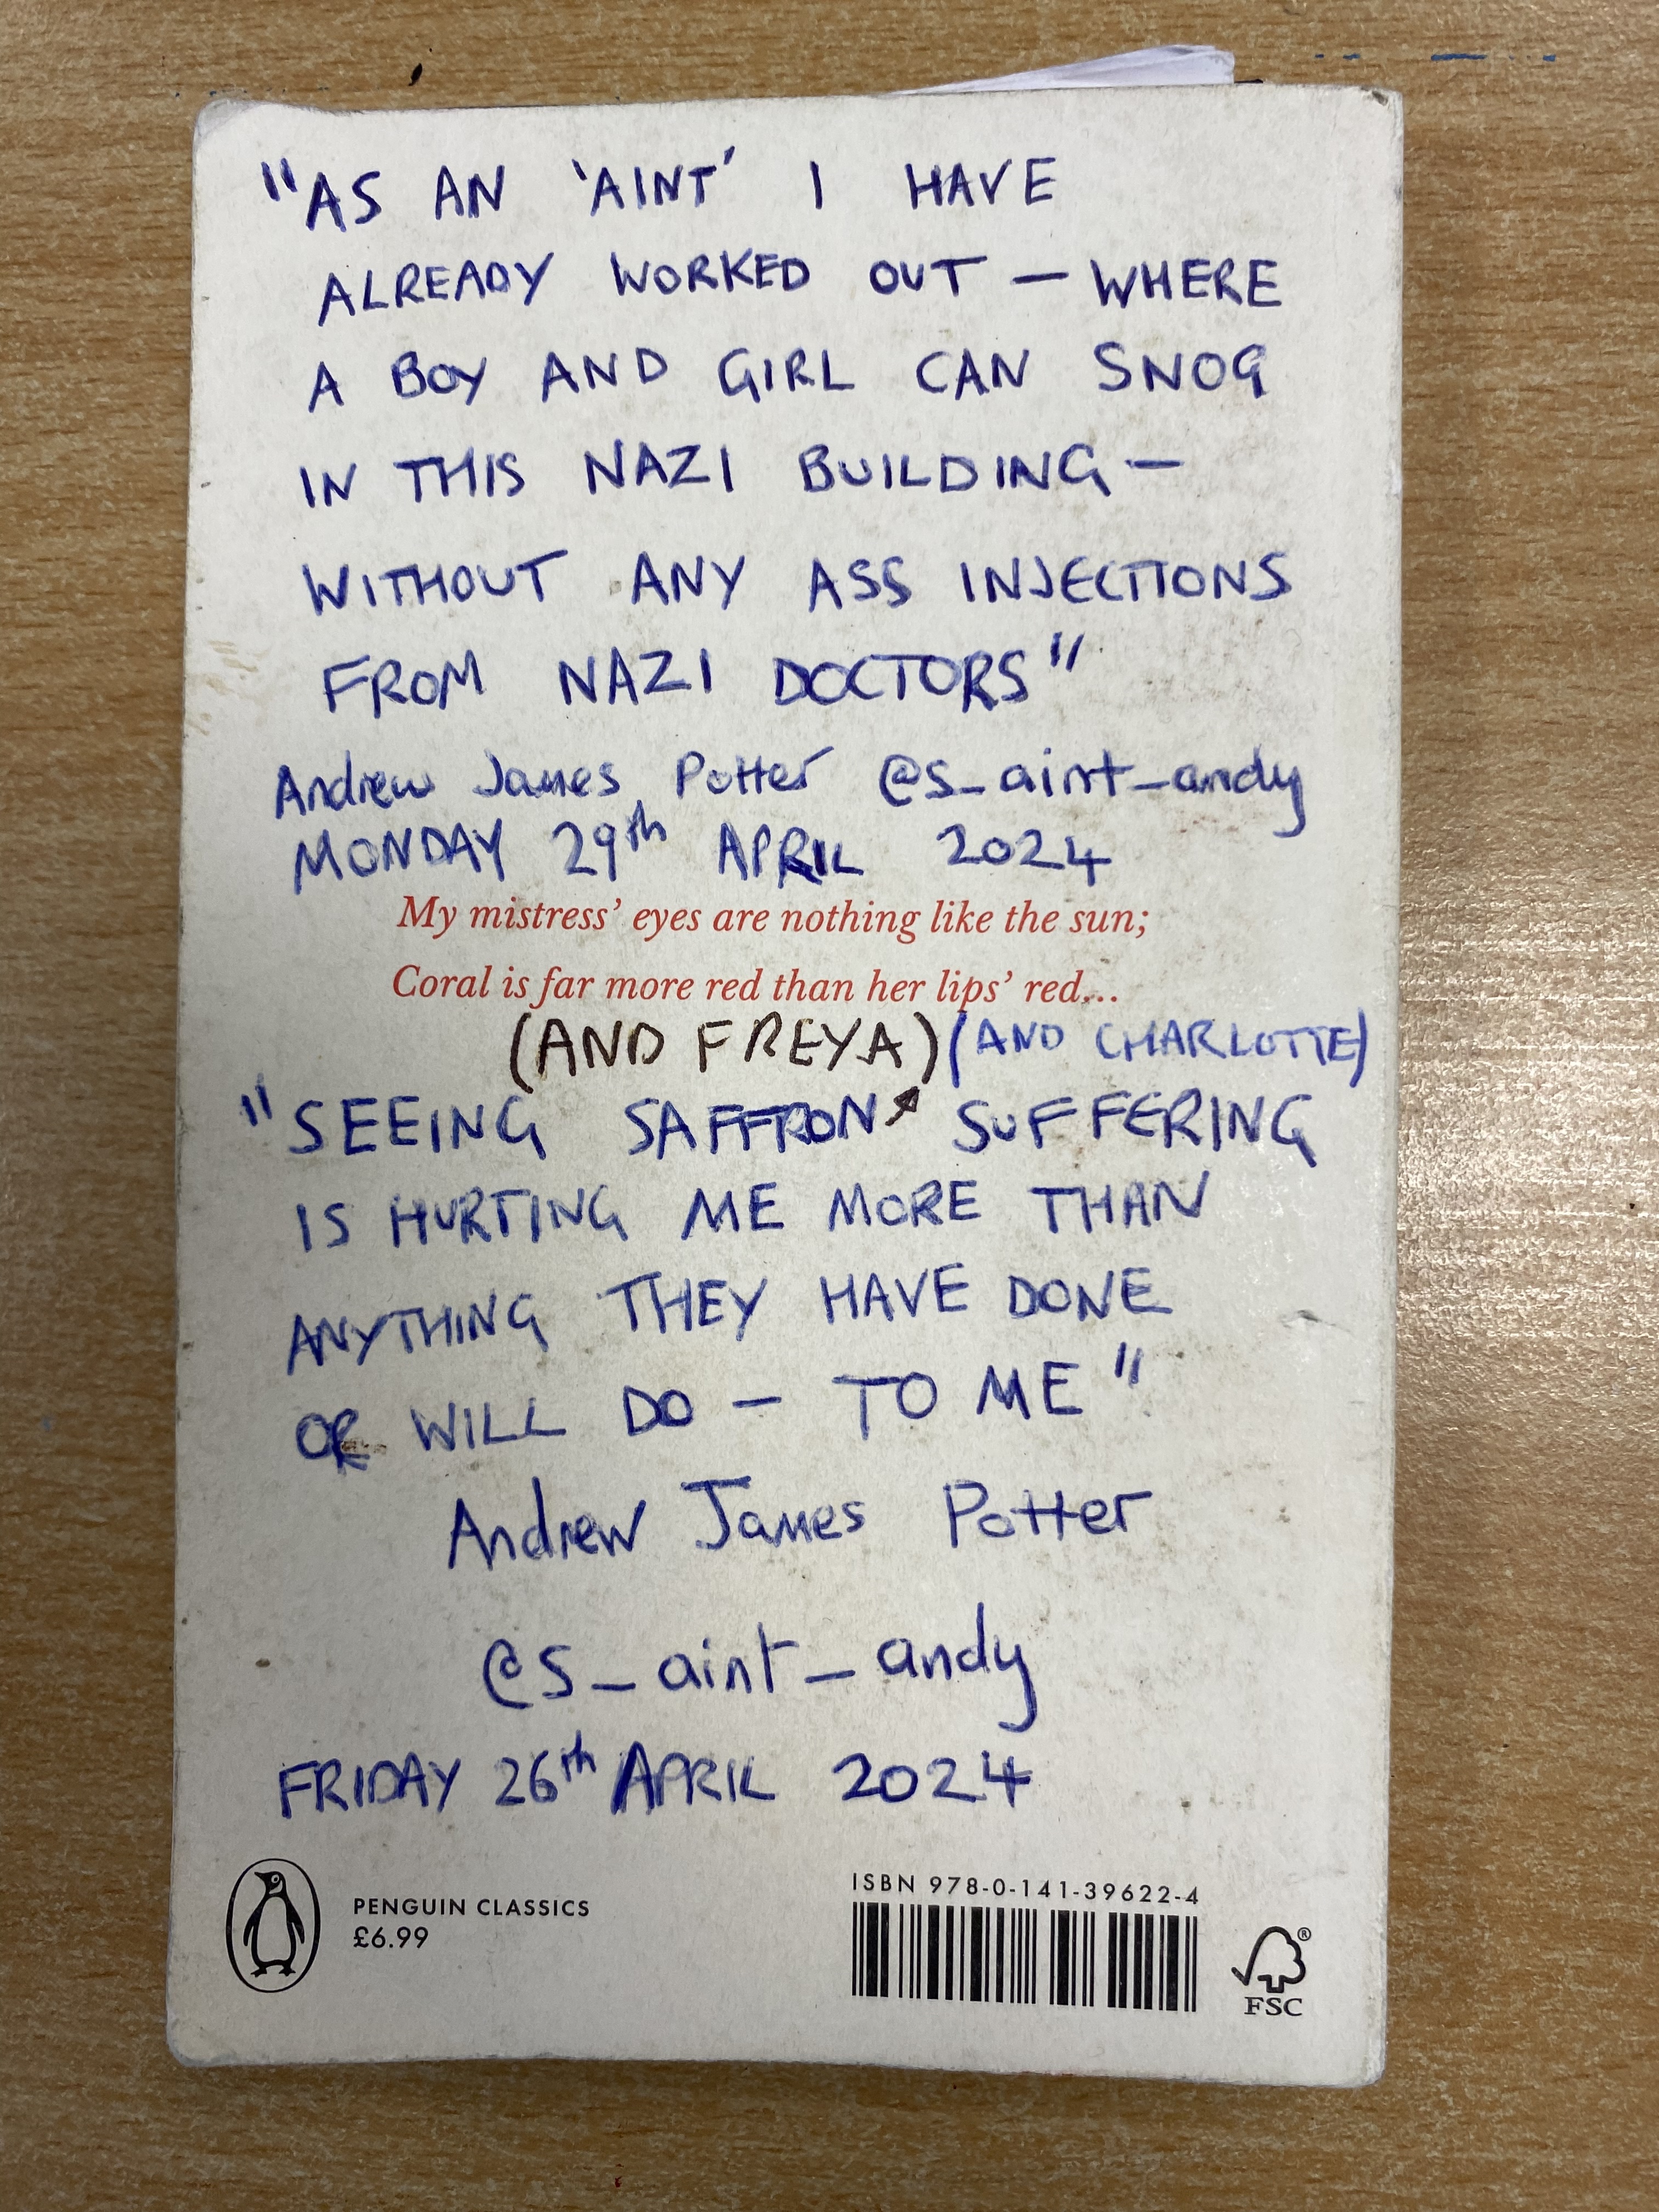 "AS AN 'AINT' I HAVE
ALREADY WORKED OUT — WHERE
A BOY AND GIRL CAN SNOG
IN THIS NAZI BUILDING —
WITHOUT ANY ASS INJECTIONS
FROM NAZI DOCTORS"
Andrew James Potter @s_aint_andy
MONDAY 29th APRIL 2024
My mistress' eyes are nothing like the sun;
Coral is far more red than her lips' red...
(AND FREYA) (AND CHARLOTTE)
"SEEING SAFFRON SUFFERING
IS HURTING ME MORE THAN
ANYTHING THEY HAVE DONE
OR WILL DO — TO ME"
Andrew James Potter
@s_aint_andy
FRIDAY 26th APRIL 2024
PENGUIN CLASSICS
£6.99
ISBN 978-0-141-39622-4
FSC®